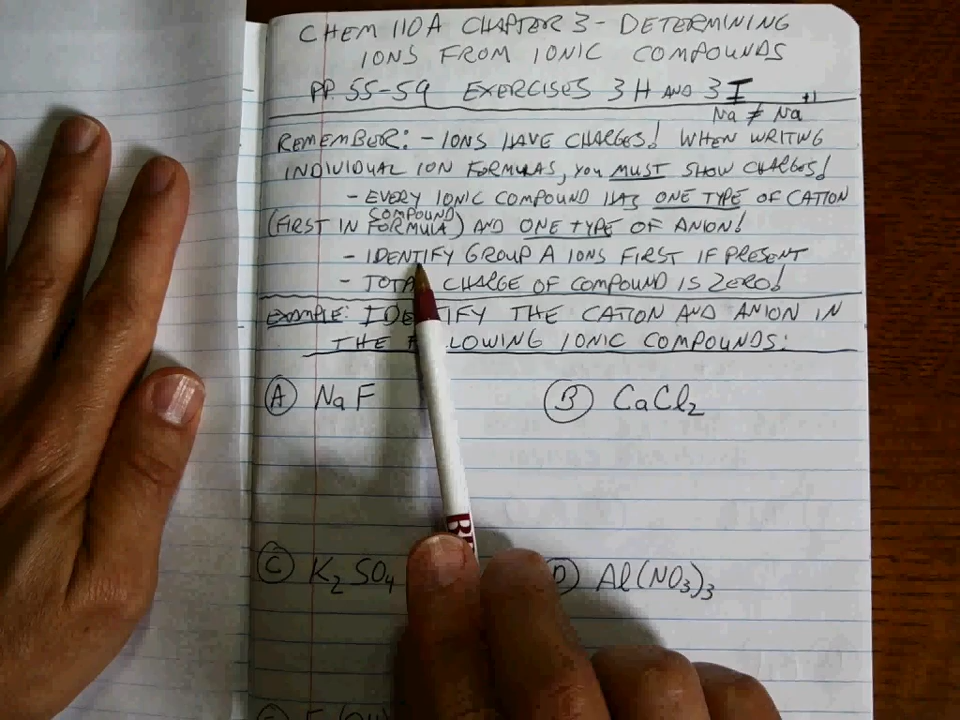 CHEM 110A CHAPTER 3 - DETERMINING
IONS FROM IONIC COMPOUNDS
PP. 55-59 EXERCISES 3H AND 3I
Na ≠ Na+1
REMEMBER: - IONS HAVE CHARGES! WHEN WRITING
INDIVIDUAL ION FORMULAS, YOU MUST SHOW CHARGES!
- EVERY IONIC COMPOUND HAS ONE TYPE OF CATION
COMPOUND
(FIRST IN FORMULA) AND ONE TYPE OF ANION!
- IDENTIFY GROUP A IONS FIRST IF PRESENT
- TOTAL CHARGE OF COMPOUND IS ZERO!
EXAMPLE: IDENTIFY THE CATION AND ANION IN
THE FOLLOWING IONIC COMPOUNDS:
(A) NaF (B) CaCl2
(C) K2SO4 (D) Al(NO3)3